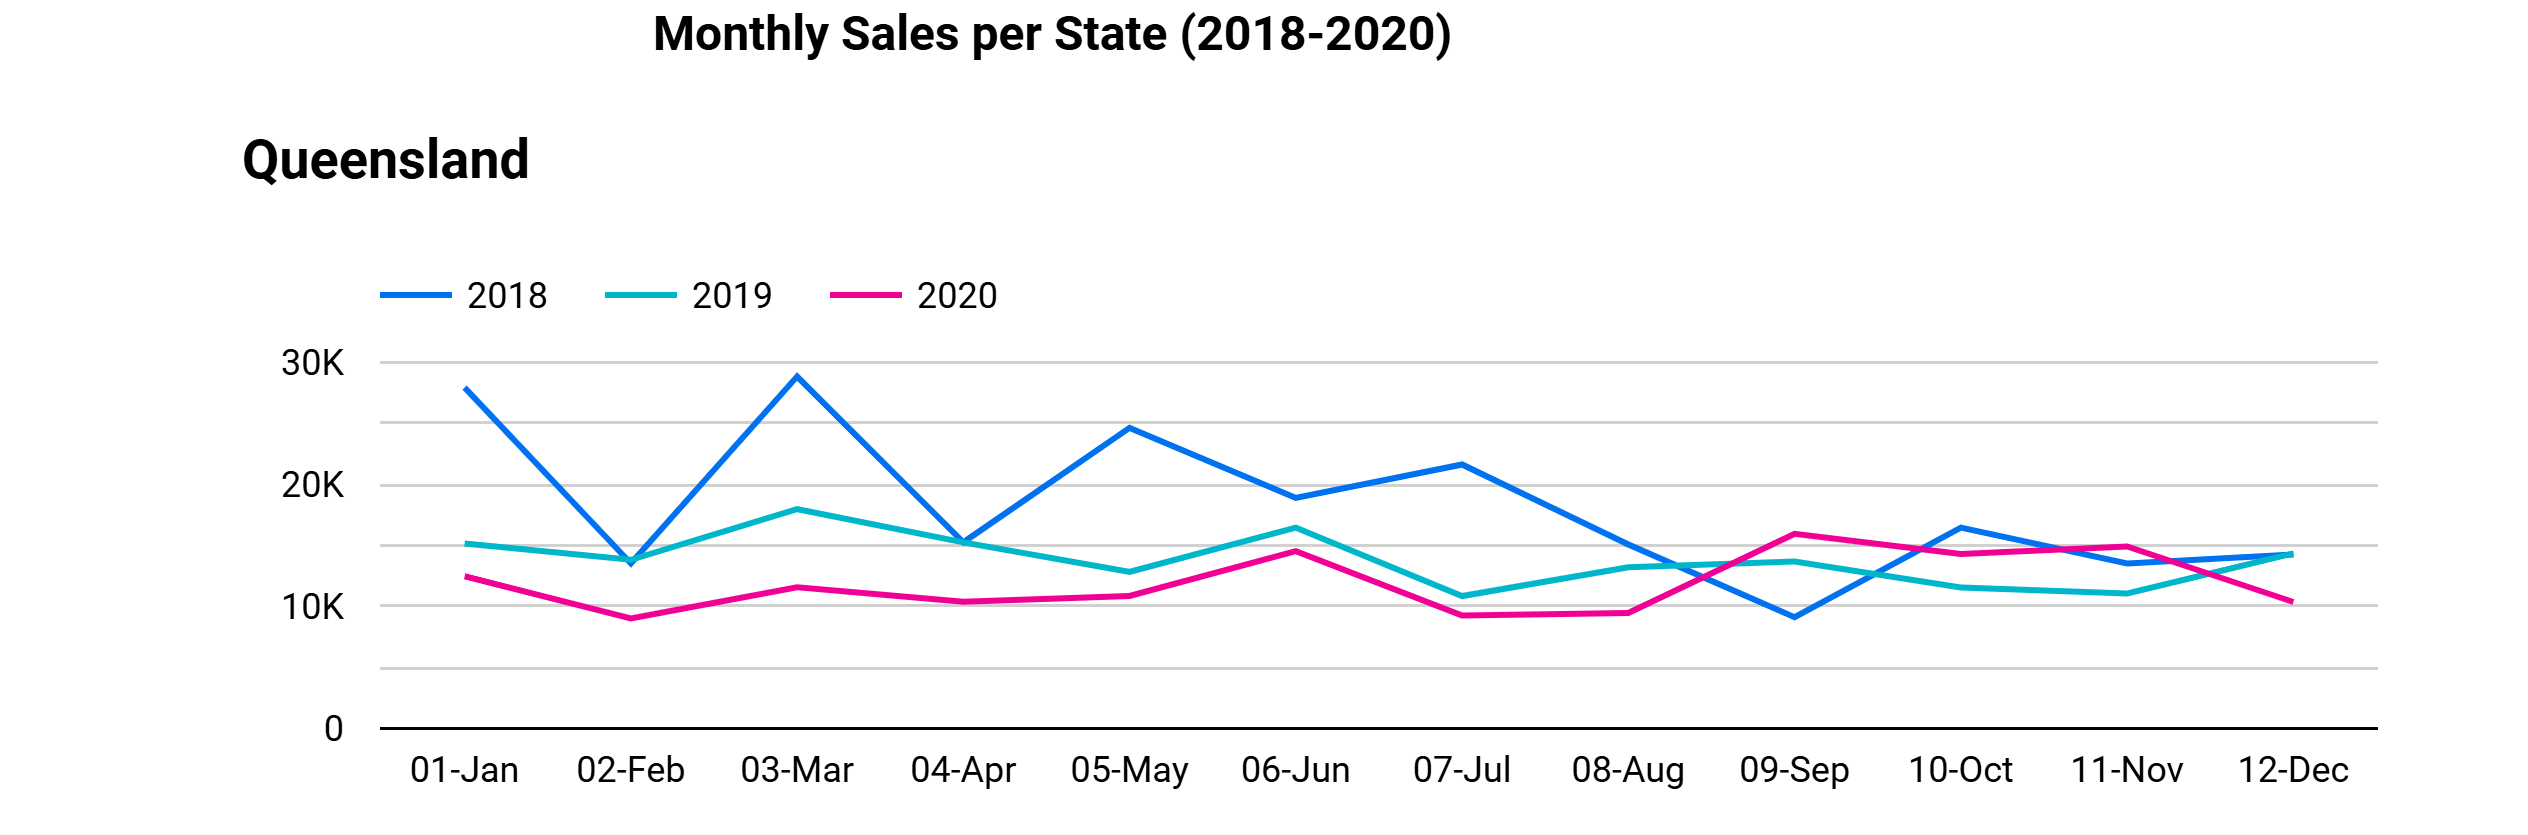 Monthly Sales per State (2018-2020)
Queensland
2018 2019 2020
30K
20K
10K
0
01-Jan 02-Feb 03-Mar 04-Apr 05-May 06-Jun 07-Jul 08-Aug 09-Sep 10-Oct 11-Nov 12-Dec